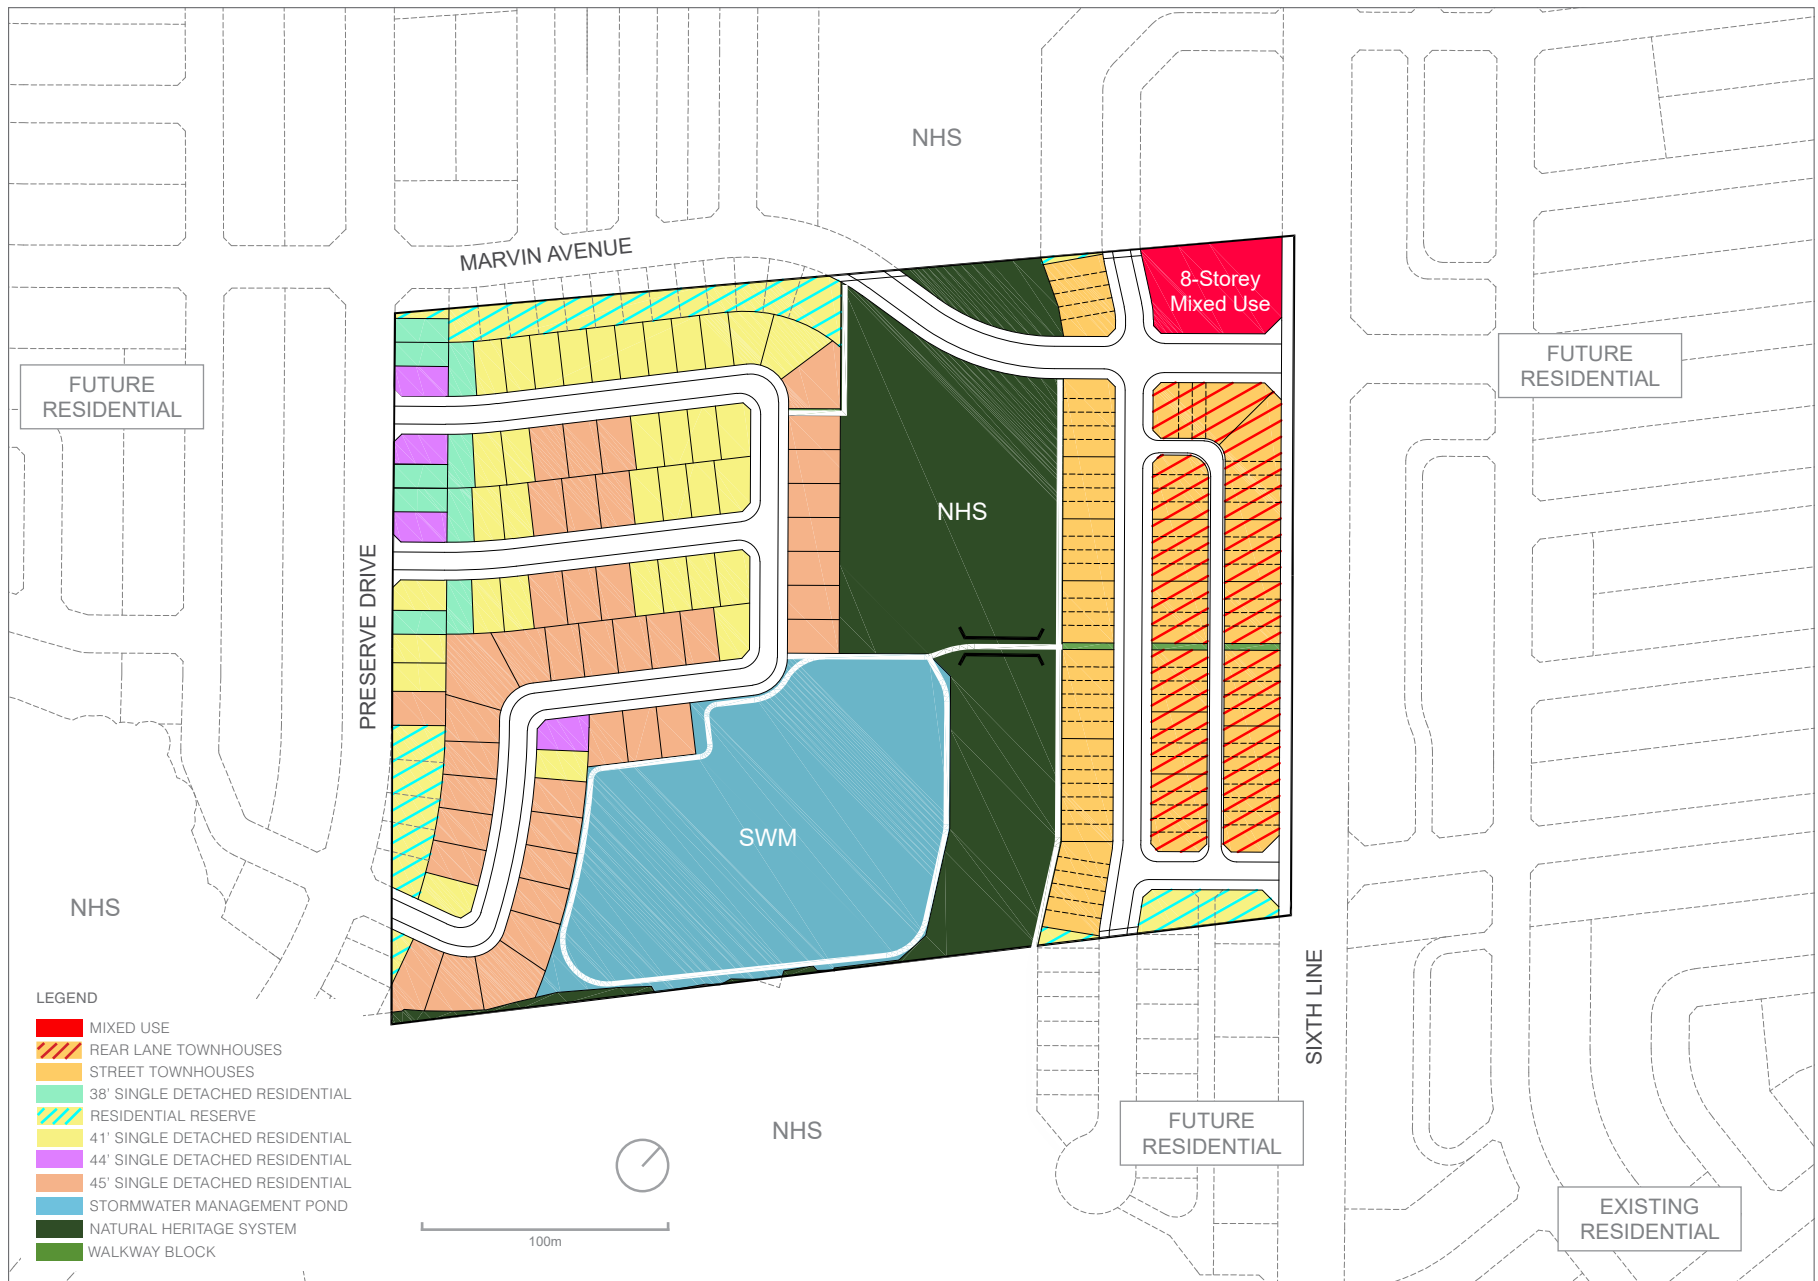 NHS
MARVIN AVENUE
8-Storey
Mixed Use
FUTURE
RESIDENTIAL
FUTURE
RESIDENTIAL
NHS
PRESERVE DRIVE
SWM
NHS
SIXTH LINE
LEGEND
MIXED USE
REAR LANE TOWNHOUSES
STREET TOWNHOUSES
38' SINGLE DETACHED RESIDENTIAL
RESIDENTIAL RESERVE
41' SINGLE DETACHED RESIDENTIAL
44' SINGLE DETACHED RESIDENTIAL
45' SINGLE DETACHED RESIDENTIAL
STORMWATER MANAGEMENT POND
NATURAL HERITAGE SYSTEM
WALKWAY BLOCK
100m
NHS
FUTURE
RESIDENTIAL
EXISTING
RESIDENTIAL